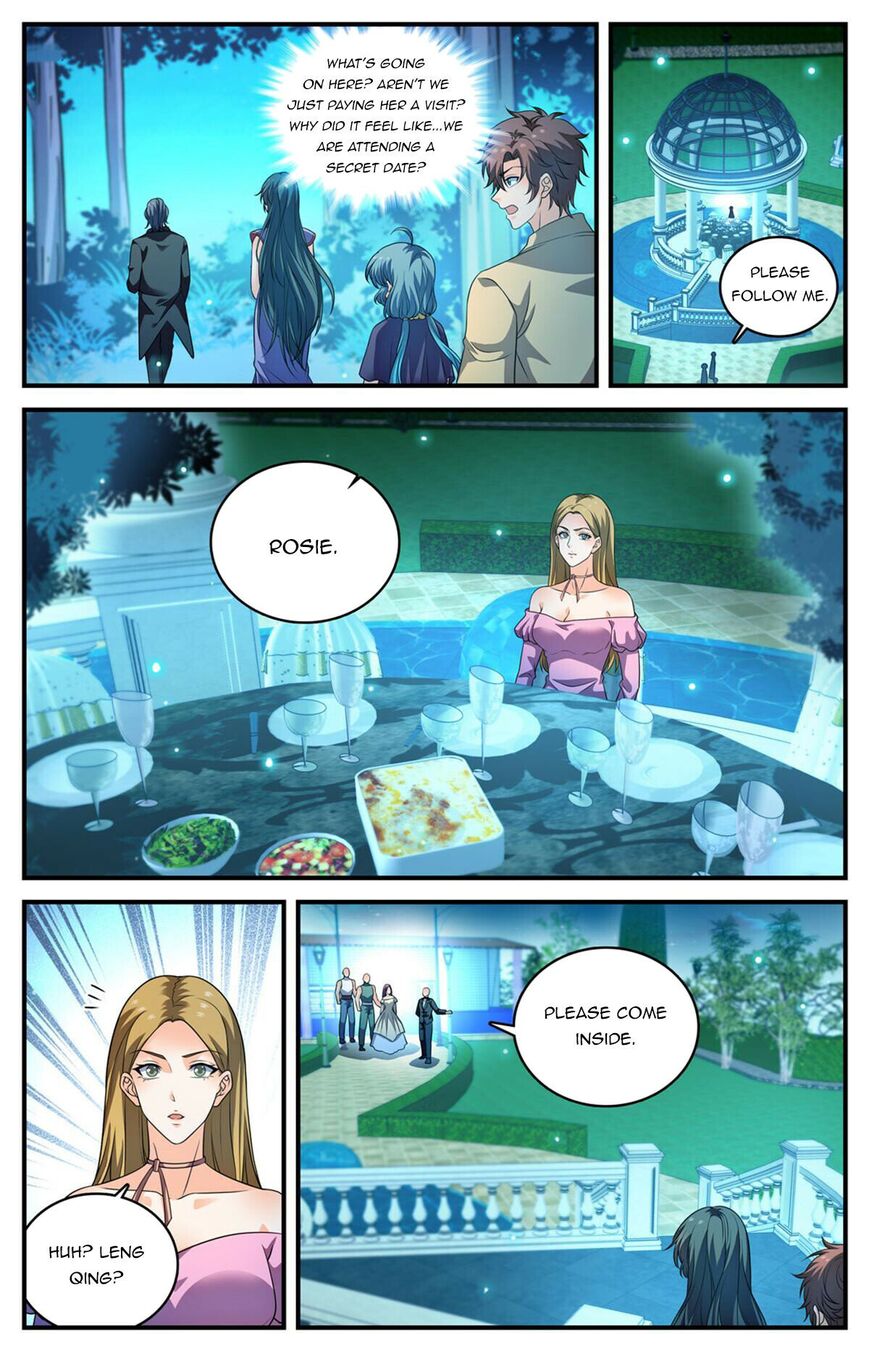 WHAT'S GOING
ON HERE? AREN'T WE
JUST PAYING HER A VISIT?
WHY DID IT FEEL LIKE...WE
ARE ATTENDING A
SECRET DATE?
PLEASE
FOLLOW ME.
ROSIE.
HUH? LENG
QING?
PLEASE COME
INSIDE.